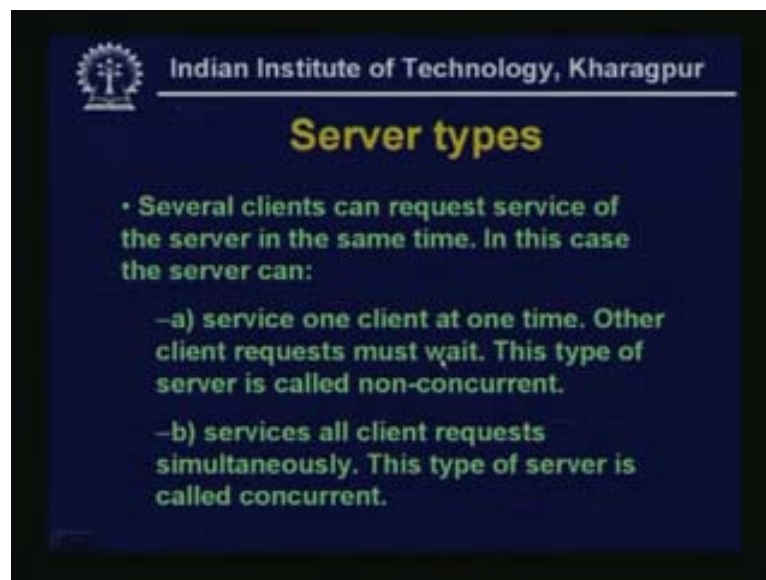 Indian Institute of Technology, Kharagpur
Server types
• Several clients can request service of
the server in the same time. In this case
the server can:
–a) service one client at one time. Other
client requests must wait. This type of
server is called non-concurrent.
–b) services all client requests
simultaneously. This type of server is
called concurrent.